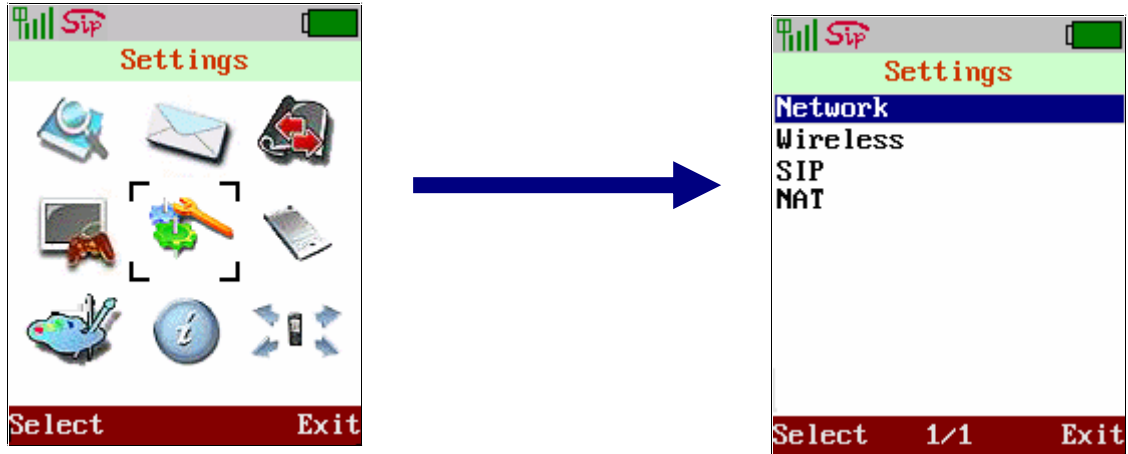 Sip
Settings
Select Exit
Sip
Settings
Network
Wireless
SIP
NAT
Select 1/1 Exit